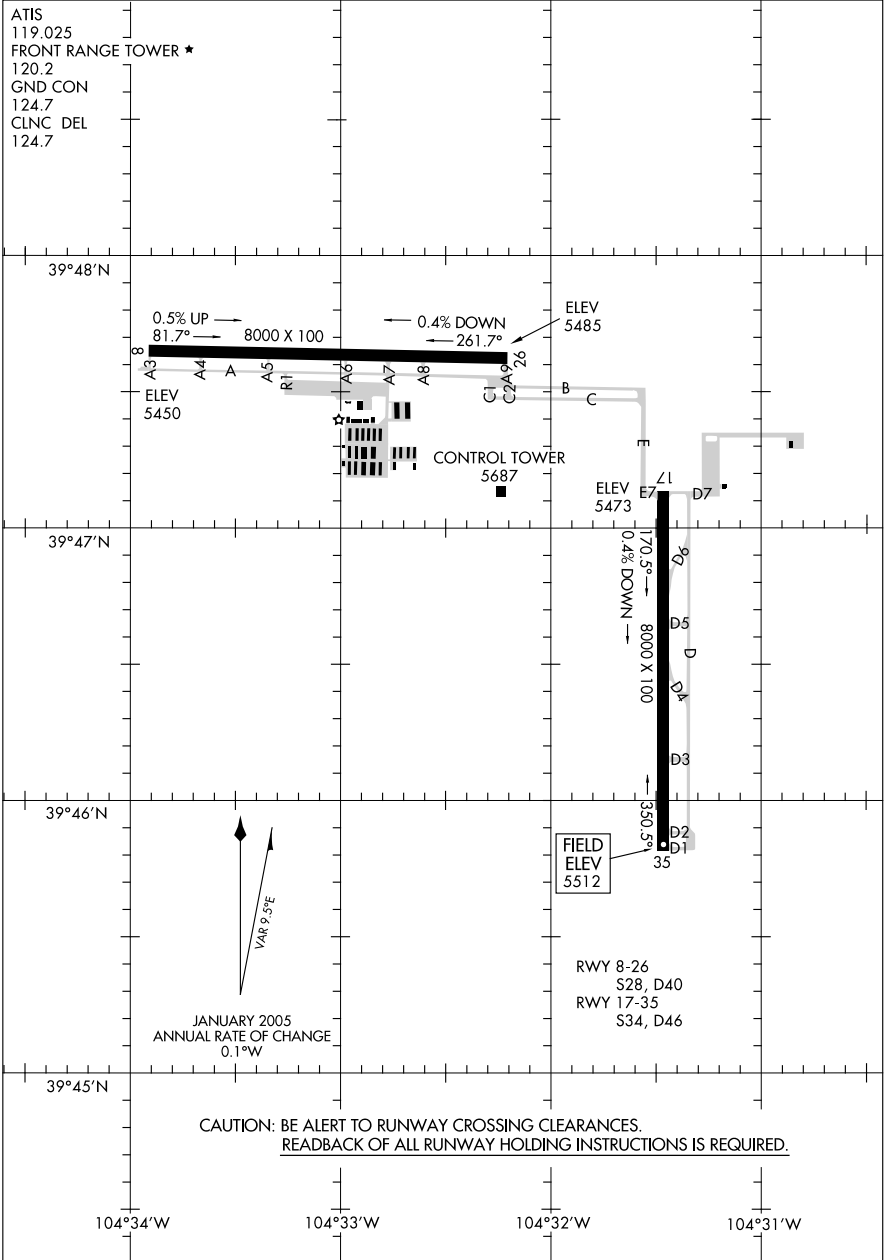 ATIS
119.025
FRONT RANGE TOWER ★
120.2
GND CON
124.7
CLNC DEL
124.7
39°48'N
0.5% UP
0.4% DOWN
81.7°
8000 X 100
261.7°
ELEV
5485
8
26
A3
A4
A
A5
R1
A6
A7
A8
A9
C1
C2
B
C
ELEV
5450
E
CONTROL TOWER
5687
ELEV
5473
E7
17
D7
39°47'N
170.5°
0.4% DOWN
8000 X 100
D6
D5
D
D4
D3
39°46'N
350.5°
D2
D1
FIELD
ELEV
5512
35
VAR 9.5°E
JANUARY 2005
ANNUAL RATE OF CHANGE
0.1°W
RWY 8-26
S28, D40
RWY 17-35
S34, D46
39°45'N
CAUTION: BE ALERT TO RUNWAY CROSSING CLEARANCES.
READBACK OF ALL RUNWAY HOLDING INSTRUCTIONS IS REQUIRED.
104°34'W
104°33'W
104°32'W
104°31'W